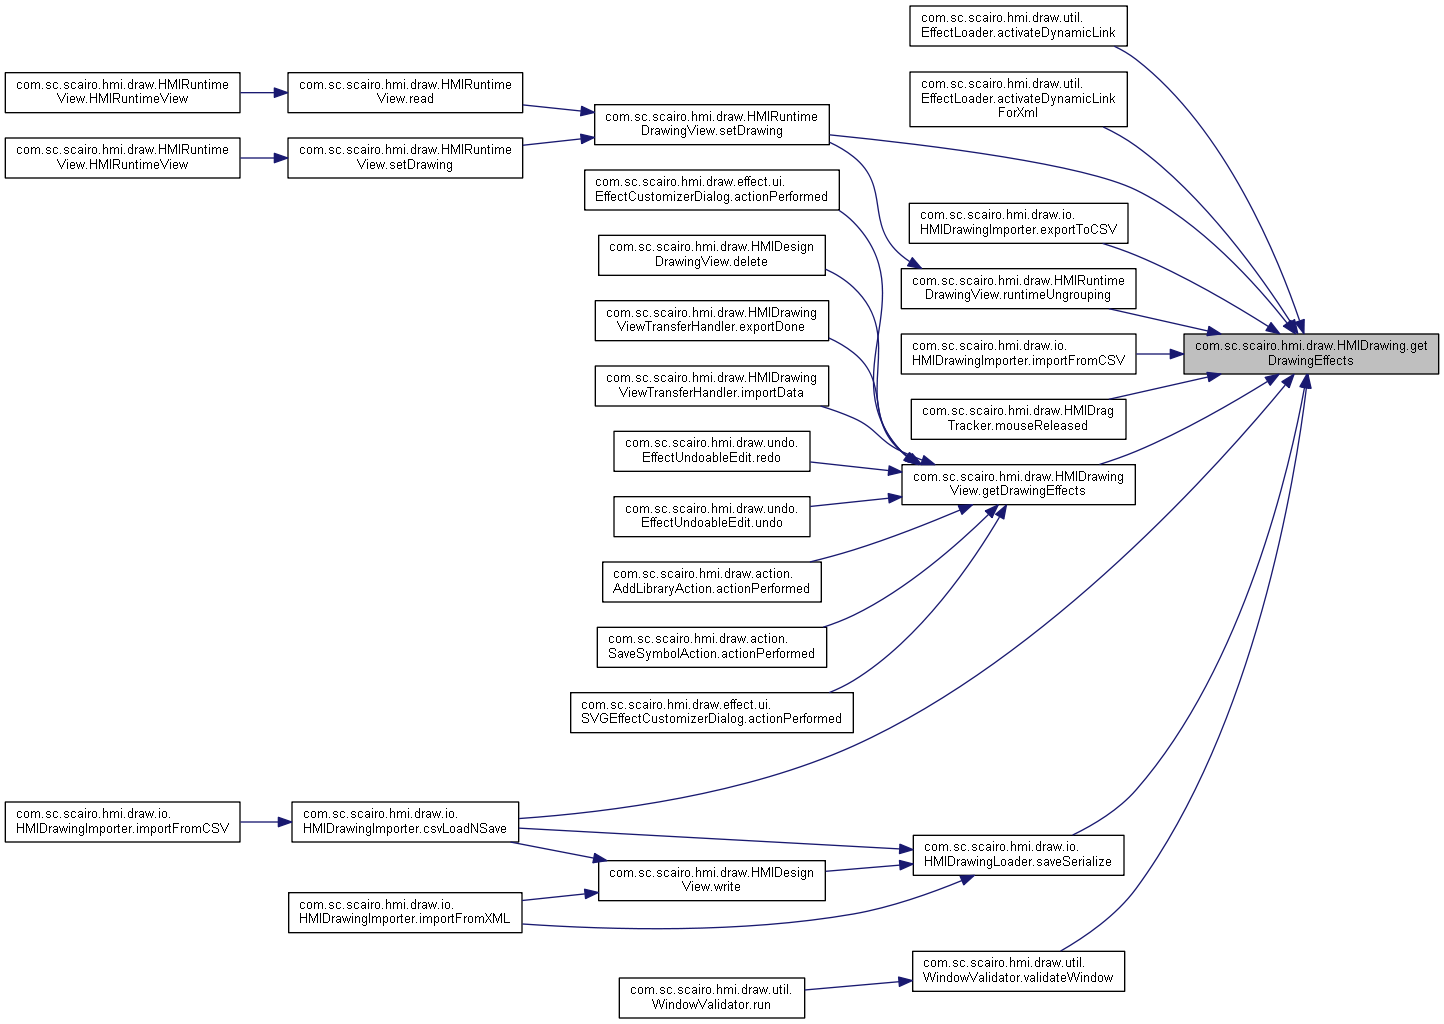 com.sc.scairo.hmi.draw.util.
EffectLoader.activateDynamicLink
com.sc.scairo.hmi.draw.HMIRuntime
View.HMIRuntimeView
com.sc.scairo.hmi.draw.HMIRuntime
View.read
com.sc.scairo.hmi.draw.util.
EffectLoader.activateDynamicLink
ForXml
com.sc.scairo.hmi.draw.HMIRuntime
DrawingView.setDrawing
com.sc.scairo.hmi.draw.HMIRuntime
View.HMIRuntimeView
com.sc.scairo.hmi.draw.HMIRuntime
View.setDrawing
com.sc.scairo.hmi.draw.effect.ui.
EffectCustomizerDialog.actionPerformed
com.sc.scairo.hmi.draw.io.
HMIDrawingImporter.exportToCSV
com.sc.scairo.hmi.draw.HMIDesign
DrawingView.delete
com.sc.scairo.hmi.draw.HMIRuntime
DrawingView.runtimeUngrouping
com.sc.scairo.hmi.draw.HMIDrawing
ViewTransferHandler.exportDone
com.sc.scairo.hmi.draw.io.
HMIDrawingImporter.importFromCSV
com.sc.scairo.hmi.draw.HMIDrawing.get
DrawingEffects
com.sc.scairo.hmi.draw.HMIDrawing
ViewTransferHandler.importData
com.sc.scairo.hmi.draw.HMIDrag
Tracker.mouseReleased
com.sc.scairo.hmi.draw.undo.
EffectUndoableEdit.redo
com.sc.scairo.hmi.draw.HMIDrawing
View.getDrawingEffects
com.sc.scairo.hmi.draw.undo.
EffectUndoableEdit.undo
com.sc.scairo.hmi.draw.action.
AddLibraryAction.actionPerformed
com.sc.scairo.hmi.draw.action.
SaveSymbolAction.actionPerformed
com.sc.scairo.hmi.draw.effect.ui.
SVGEffectCustomizerDialog.actionPerformed
com.sc.scairo.hmi.draw.io.
HMIDrawingImporter.importFromCSV
com.sc.scairo.hmi.draw.io.
HMIDrawingImporter.csvLoadNSave
com.sc.scairo.hmi.draw.io.
HMIDrawingLoader.saveSerialize
com.sc.scairo.hmi.draw.HMIDesign
View.write
com.sc.scairo.hmi.draw.io.
HMIDrawingImporter.importFromXML
com.sc.scairo.hmi.draw.util.
WindowValidator.validateWindow
com.sc.scairo.hmi.draw.util.
WindowValidator.run